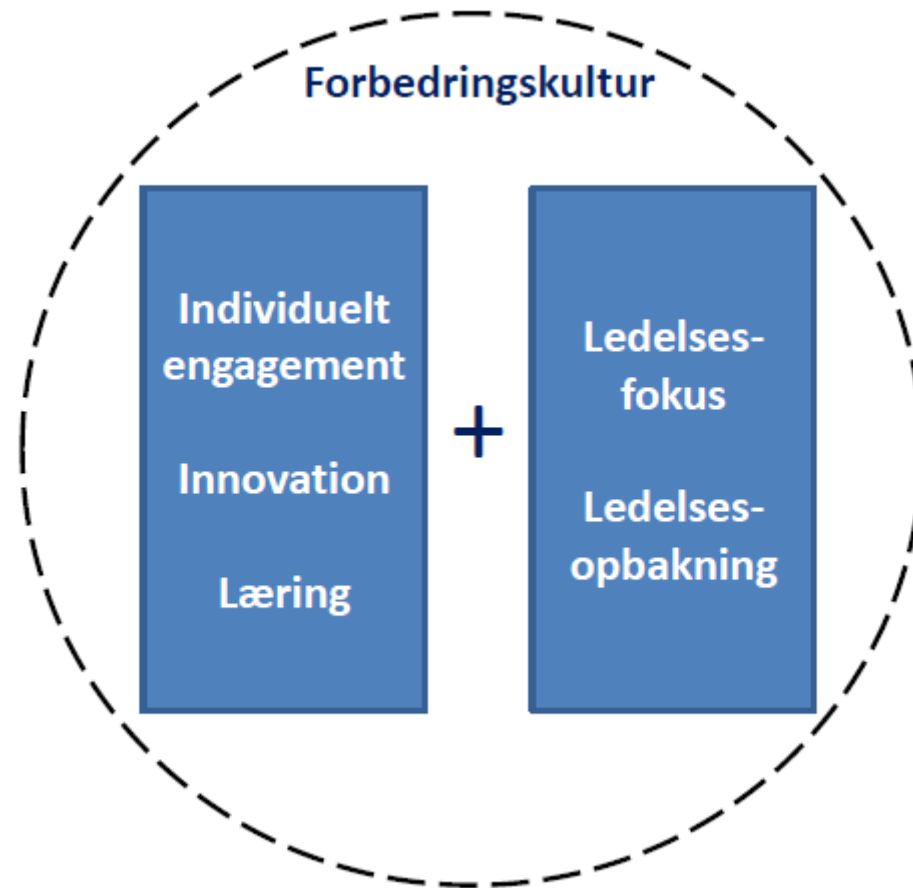 Forbedringskultur
Individuelt
engagement
Innovation
Læring
+
Ledelses-
fokus
Ledelses-
opbakning